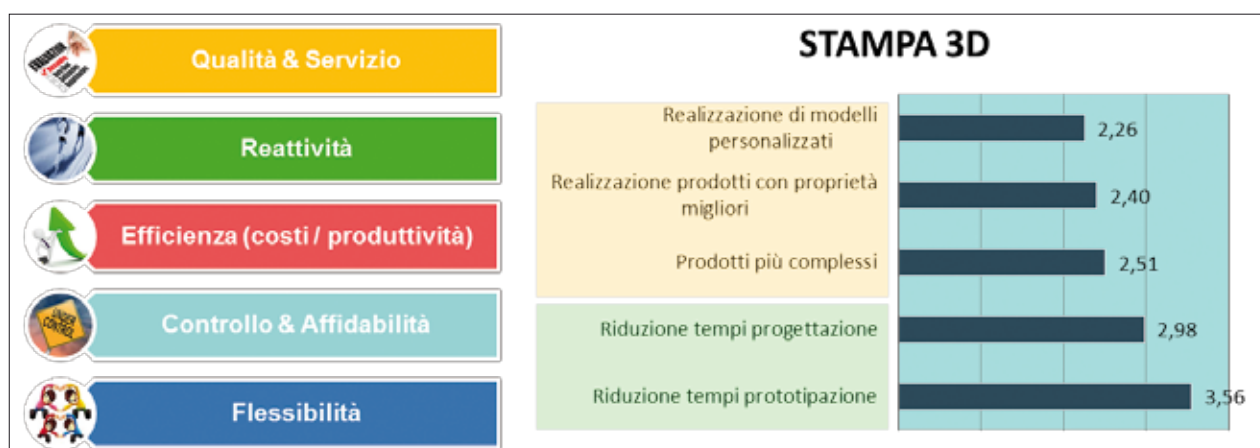 Qualità & Servizio
Reattività
Efficienza (costi / produttività)
Controllo & Affidabilità
UNDER
CONTROL
Flessibilità
STAMPA 3D
Realizzazione di modelli
personalizzati
2,26
Realizzazione prodotti con proprietà
migliori
2,40
Prodotti più complessi
2,51
Riduzione tempi progettazione
2,98
Riduzione tempi prototipazione
3,56